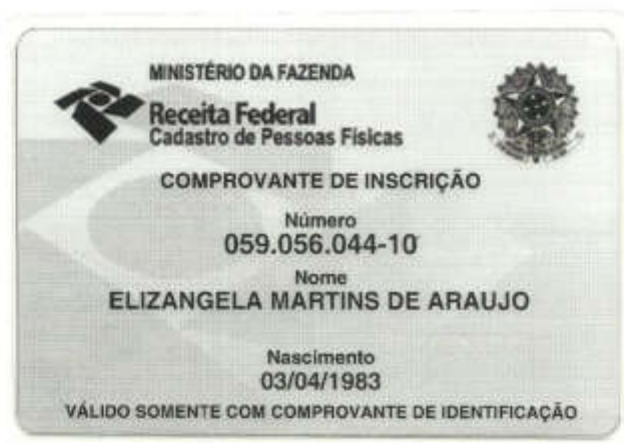 MINISTÉRIO DA FAZENDA
Receita Federal
Cadastro de Pessoas Físicas
COMPROVANTE DE INSCRIÇÃO
Número
059.056.044-10
Nome
ELIZANGELA MARTINS DE ARAUJO
Nascimento
03/04/1983
VÁLIDO SOMENTE COM COMPROVANTE DE IDENTIFICAÇÃO